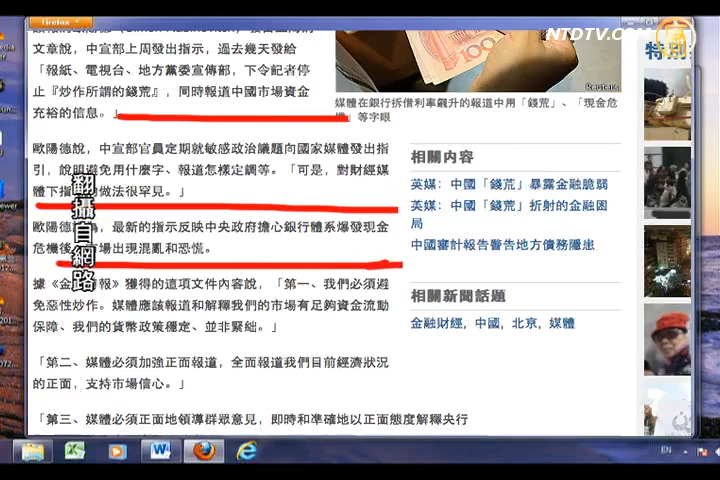 Firefox
NTDTV.COM
文章說，中宣部上周發出指示，過去幾天發給
「報紙、電視台、地方黨委宣傳部，下令記者停
止『炒作所謂的錢荒』，同時報道中國市場資金
充裕的信息。」
Reuters
媒體在銀行拆借利率飆升的報道中用「錢荒」、「現金危
機」等字眼
特別
歐陽德說，中宣部官員定期就敏感政治議題向國家媒體發出指
引，說明避免用什麼字、報道怎樣定調等。「可是，對財經媒
體下指 做法很罕見。」
歐陽德 為，最新的指示反映中央政府擔心銀行體系爆發現金
危機後 市場出現混亂和恐慌。
據《金 時報》獲得的這項文件內容說，「第一、我們必須避
免惡性炒作。媒體應該報道和解釋我們的市場有足夠資金流動
保障、我們的貨幣政策穩定、並非緊絀。」
「第二、媒體必須加強正面報道，全面報道我們目前經濟狀況
的正面，支持市場信心。」
「第三、媒體必須正面地領導群眾意見，即時和準確地以正面態度解釋央行
翻攝自網路
相關內容
英媒：中國「錢荒」暴露金融脆弱
英媒：中國「錢荒」折射的金融困
局
中國審計報告警告地方債務隱患
相關新聞話題
金融財經, 中國, 北京, 媒體
EN